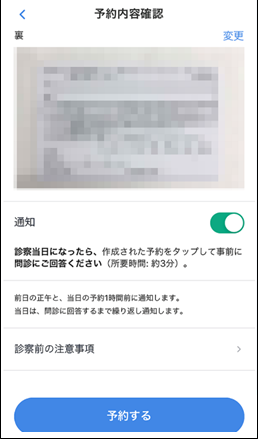 予約内容確認
裏
変更
通知
診察当日になったら、作成された予約をタップして事前に
問診にご回答ください（所要時間: 約3分）。
前日の正午と、当日の予約1時間前に通知します。
当日は、問診に回答するまで繰り返し通知します。
診察前の注意事項
予約する